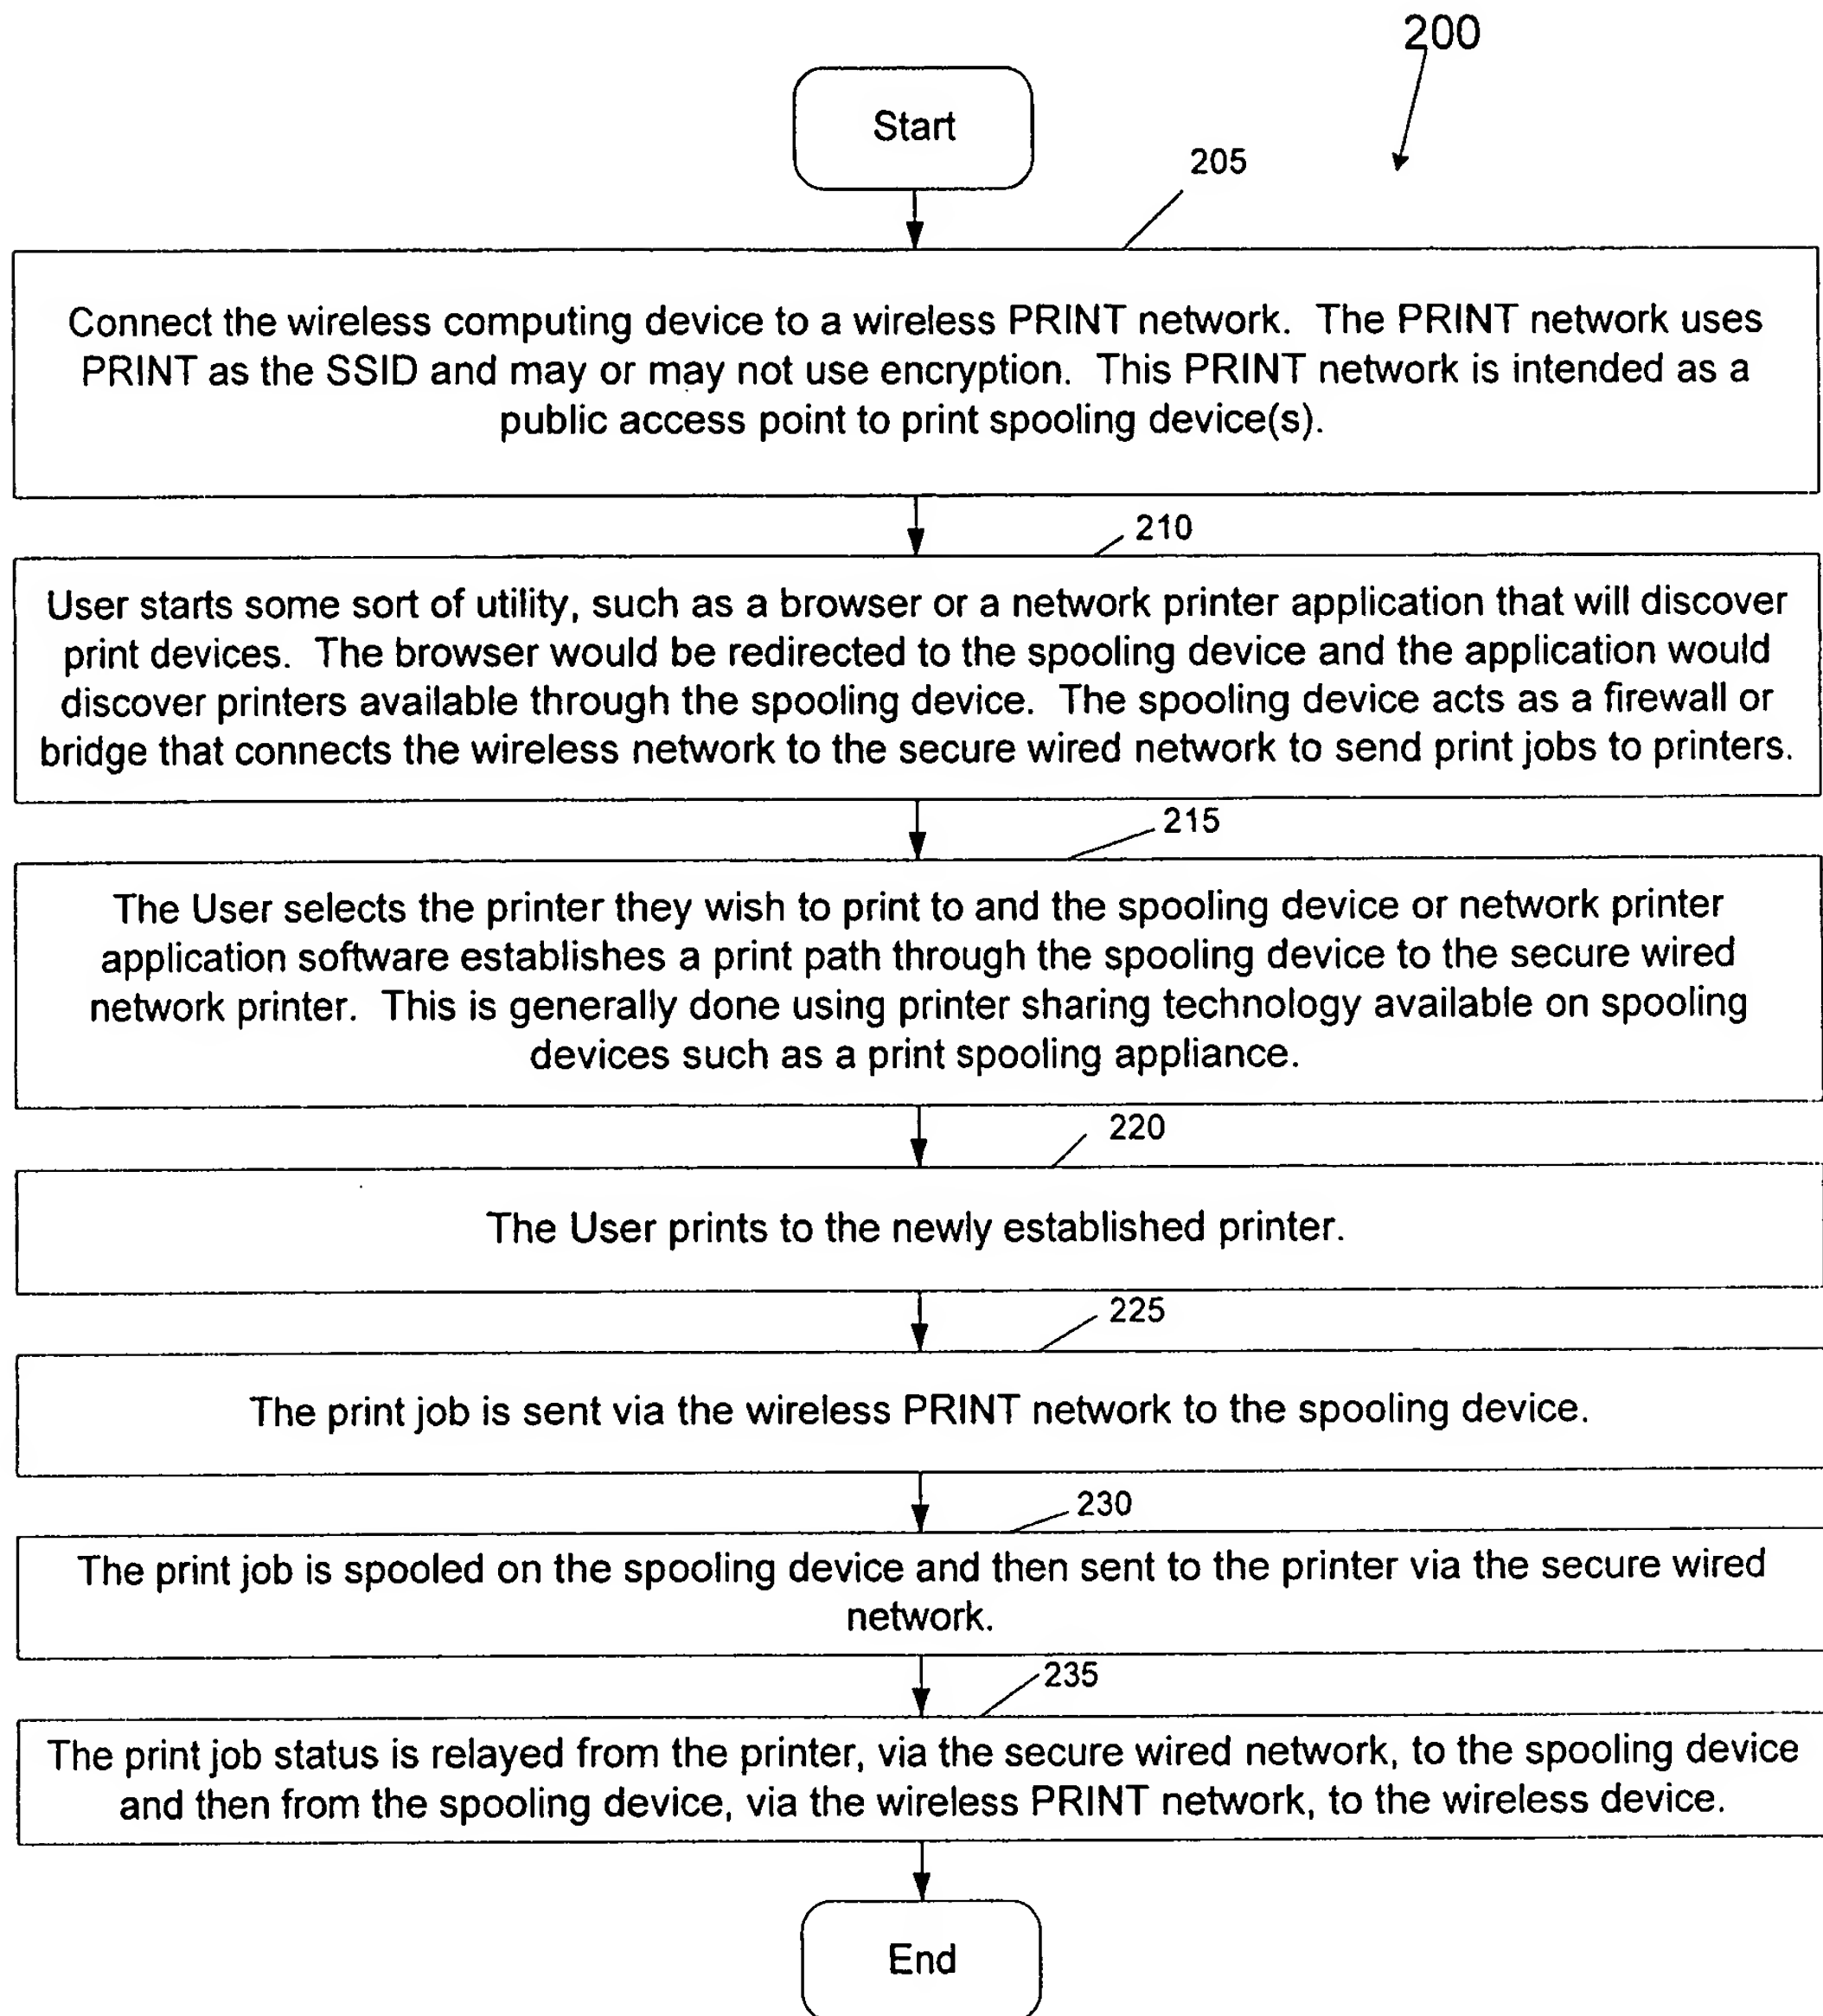 200
Start
205
Connect the wireless computing device to a wireless PRINT network. The PRINT network uses
PRINT as the SSID and may or may not use encryption. This PRINT network is intended as a
public access point to print spooling device(s).
210
User starts some sort of utility, such as a browser or a network printer application that will discover
print devices. The browser would be redirected to the spooling device and the application would
discover printers available through the spooling device. The spooling device acts as a firewall or
bridge that connects the wireless network to the secure wired network to send print jobs to printers.
215
The User selects the printer they wish to print to and the spooling device or network printer
application software establishes a print path through the spooling device to the secure wired
network printer. This is generally done using printer sharing technology available on spooling
devices such as a print spooling appliance.
220
The User prints to the newly established printer.
225
The print job is sent via the wireless PRINT network to the spooling device.
230
The print job is spooled on the spooling device and then sent to the printer via the secure wired
network.
235
The print job status is relayed from the printer, via the secure wired network, to the spooling device
and then from the spooling device, via the wireless PRINT network, to the wireless device.
End